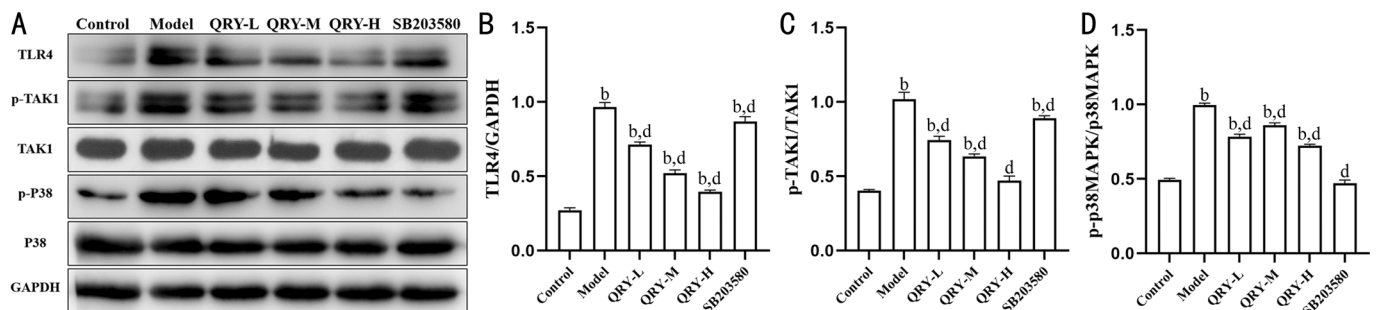 A
Control Model QRY-L QRY-M QRY-H SB203580
TLR4
p-TAK1
TAK1
p-P38
P38
GAPDH
B
TLR4/GAPDH
1.5
1.0
0.5
0.0
b
b,d
b,d
b,d
b,d
Control
Model
QRY-L
QRY-M
QRY-H
SB203580
C
p-TAK1/TAK1
1.5
1.0
0.5
0.0
b
b,d
b,d
d
b,d
Control
Model
QRY-L
QRY-M
QRY-H
SB203580
D
p-p38MAPK/p38MAPK
1.5
1.0
0.5
0.0
b
b,d
b,d
b,d
d
Control
Model
QRY-L
QRY-M
QRY-H
SB203580